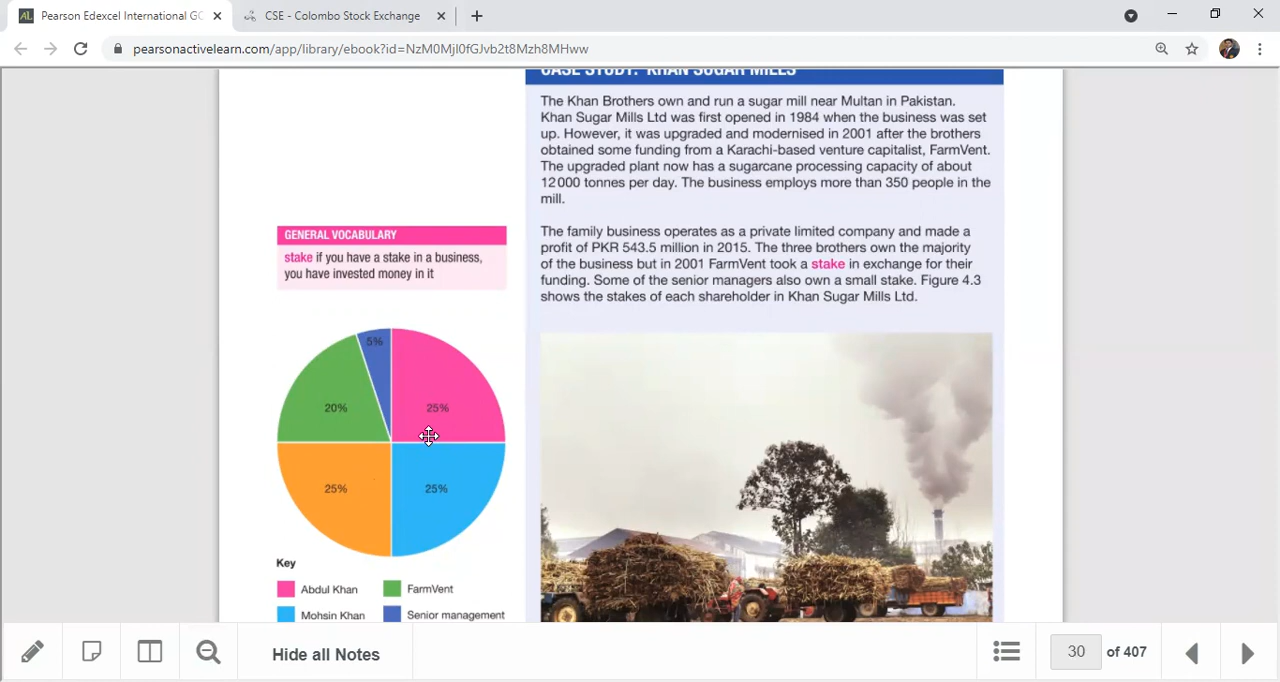 Pearson Edexcel International GC
CSE - Colombo Stock Exchange
pearsonactivelearn.com/app/library/ebook?id=NzM0MjI0fGJvb2t8Mzh8MHww
CASE STUDY: KHAN SUGAR MILLS
The Khan Brothers own and run a sugar mill near Multan in Pakistan.
Khan Sugar Mills Ltd was first opened in 1984 when the business was set
up. However, it was upgraded and modernised in 2001 after the brothers
obtained some funding from a Karachi-based venture capitalist, FarmVent.
The upgraded plant now has a sugarcane processing capacity of about
12 000 tonnes per day. The business employs more than 350 people in the
mill.
The family business operates as a private limited company and made a
profit of PKR 543.5 million in 2015. The three brothers own the majority
of the business but in 2001 FarmVent took a stake in exchange for their
funding. Some of the senior managers also own a small stake. Figure 4.3
shows the stakes of each shareholder in Khan Sugar Mills Ltd.
GENERAL VOCABULARY
stake if you have a stake in a business,
you have invested money in it
5%
20%
25%
25%
25%
Key
Abdul Khan
FarmVent
Mohsin Khan
Senior management
Hide all Notes
30
of 407